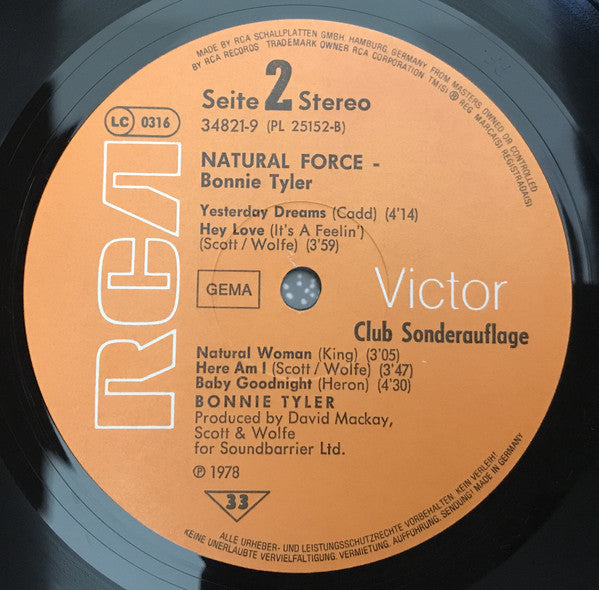 MADE BY RCA SCHALLPLATTEN GMBH, HAMBURG, GERMANY, FROM MASTERS OWNED OR CONTROLLED
BY RCA RECORDS TRADEMARK OWNER RCA CORPORATION TM(S) ® REG. MARCA(S) REGISTRADA(S)
Seite 2 Stereo
LC 0316
34821-9 (PL 25152-B)
NATURAL FORCE -
Bonnie Tyler
Yesterday Dreams (Cadd) (4'14)
Hey Love (It's A Feelin')
(Scott/Wolfe) (3'59)
RCA
GEMA
Victor
Club Sonderauflage
Natural Woman (King) (3'05)
Here Am I (Scott/Wolfe) (3'47)
Baby Goodnight (Heron) (4'30)
BONNIE TYLER
Produced by David Mackay,
Scott & Wolfe
for Soundbarrier Ltd.
℗ 1978
33
ALLE URHEBER- UND LEISTUNGSSCHUTZRECHTE VORBEHALTEN. KEIN VERLEIH!
KEINE UNERLAUBTE VERVIELFÄLTIGUNG, VERMIETUNG, AUFFÜHRUNG, SENDUNG! MADE IN GERMANY